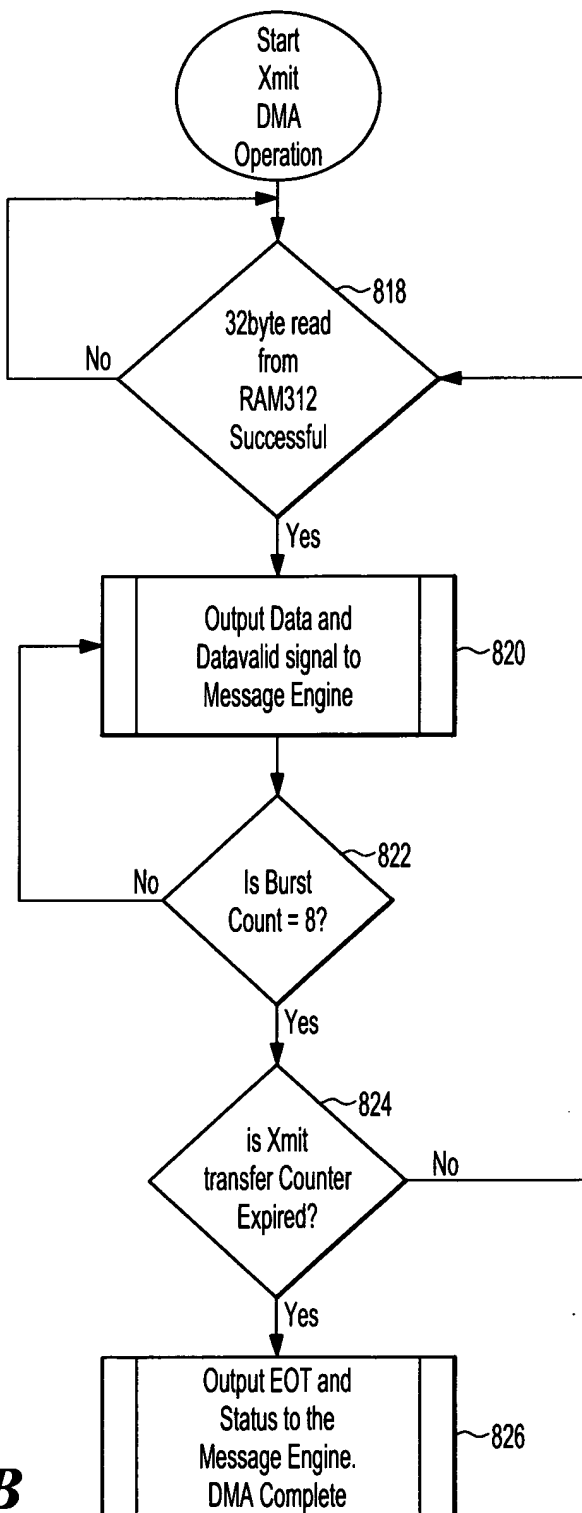 Start
Xmit
DMA
Operation
818
32byte read
from
RAM312
Successful
No
Yes
Output Data and
Datavalid signal to
Message Engine
820
822
Is Burst
Count = 8?
No
Yes
824
is Xmit
transfer Counter
Expired?
No
Yes
Output EOT and
Status to the
Message Engine.
DMA Complete
826
B